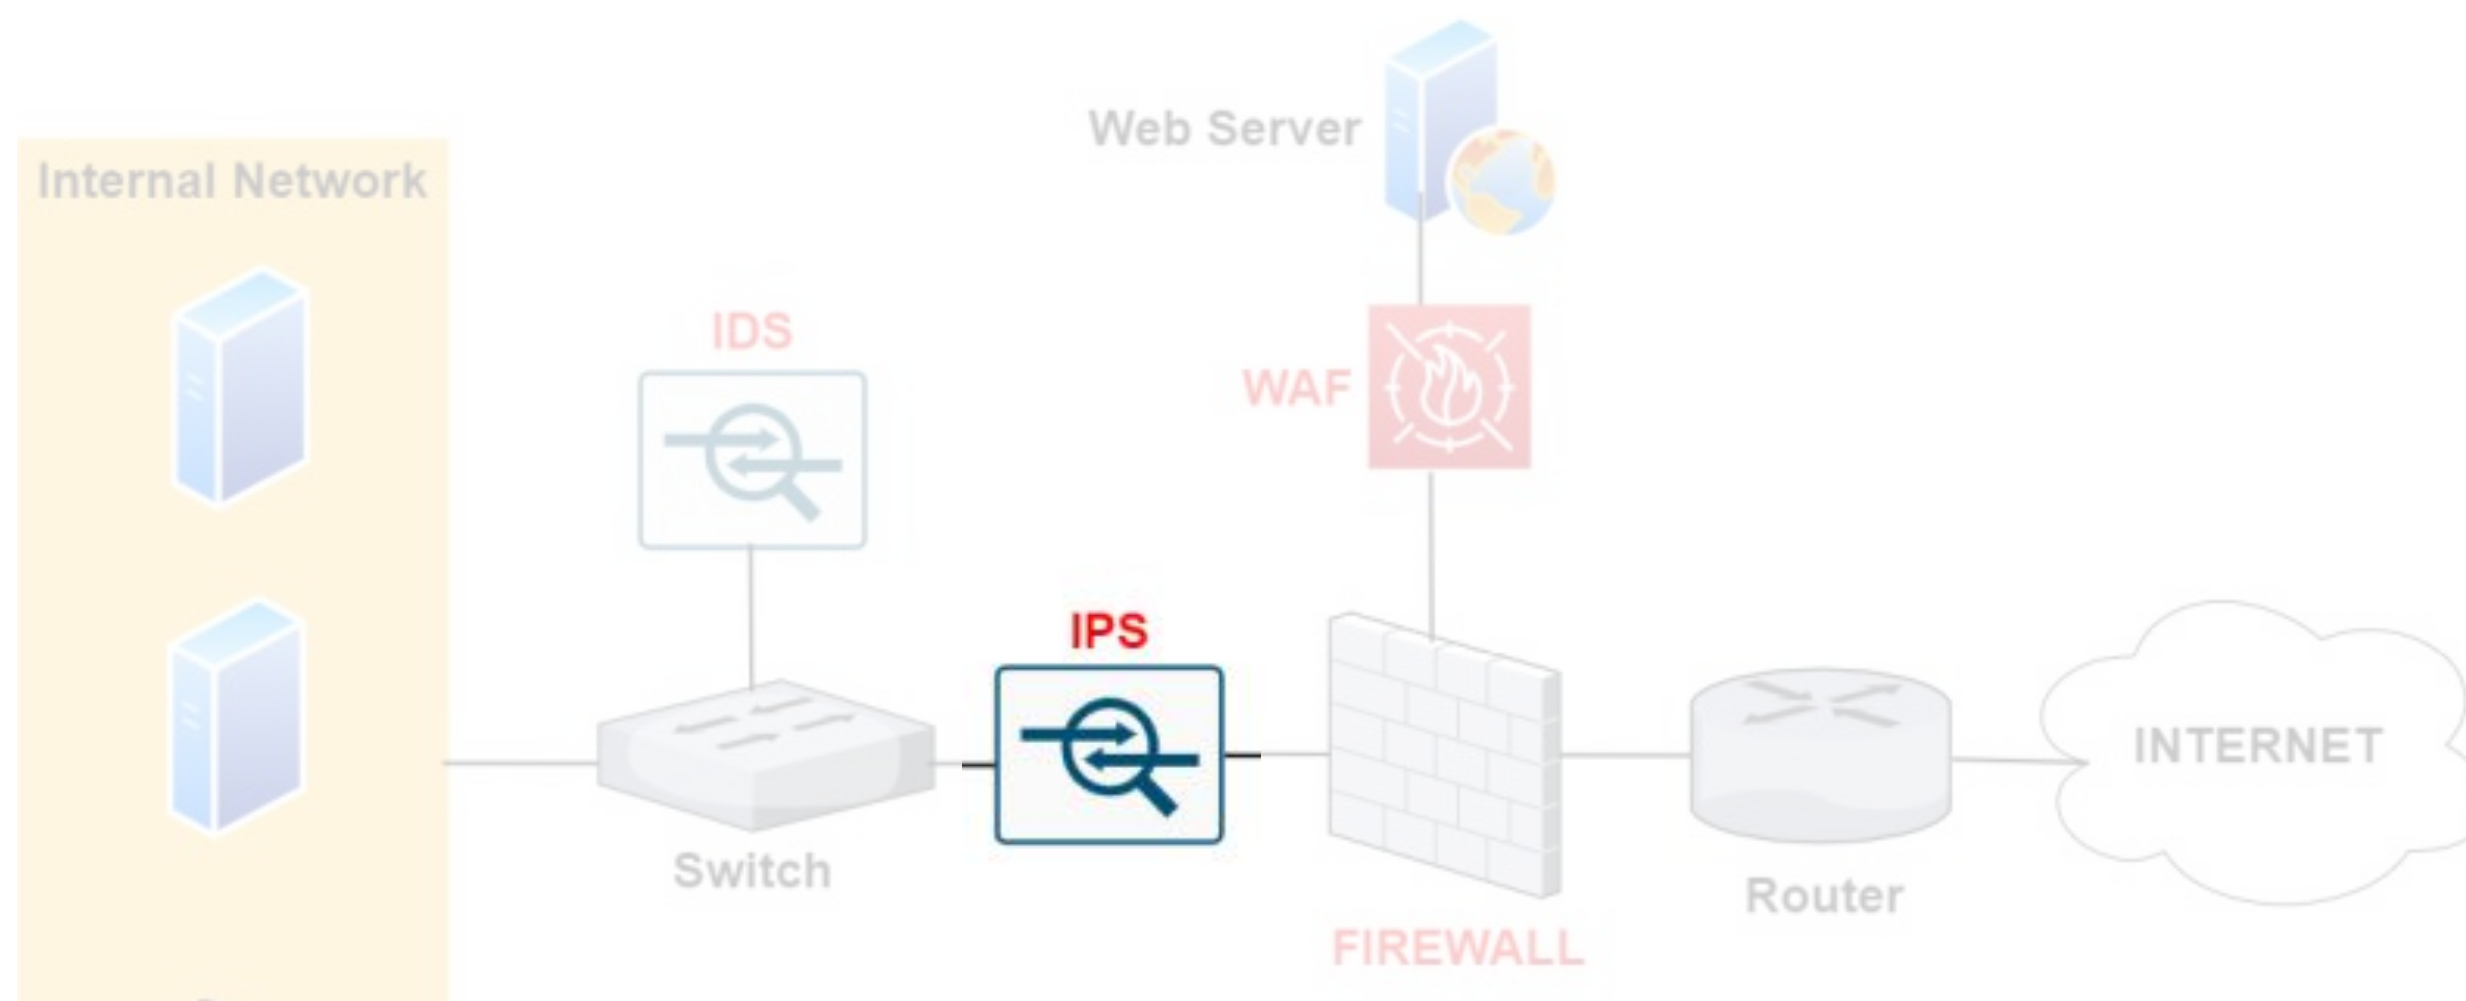 Web Server
Internal Network
IDS
WAF
IPS
INTERNET
Switch
Router
FIREWALL